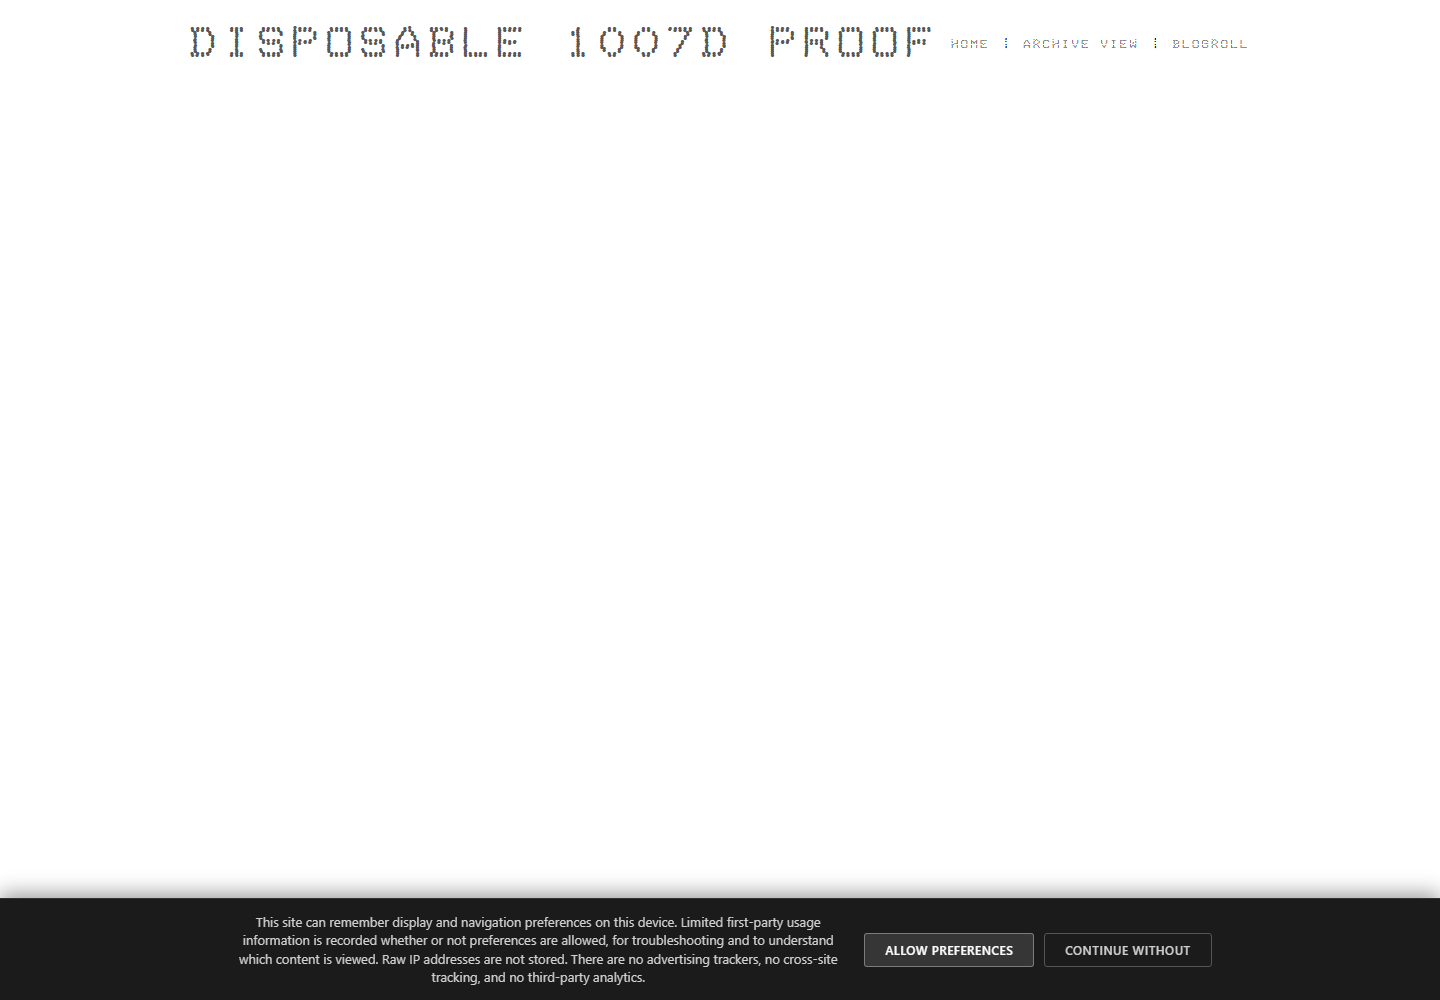 DISPOSABLE 1007D PROOF HOME | ARCHIVE VIEW | BLOGROLL
This site can remember display and navigation preferences on this device. Limited first-party usage
information is recorded whether or not preferences are allowed, for troubleshooting and to understand
which content is viewed. Raw IP addresses are not stored. There are no advertising trackers, no cross-site
tracking, and no third-party analytics.
ALLOW PREFERENCES CONTINUE WITHOUT